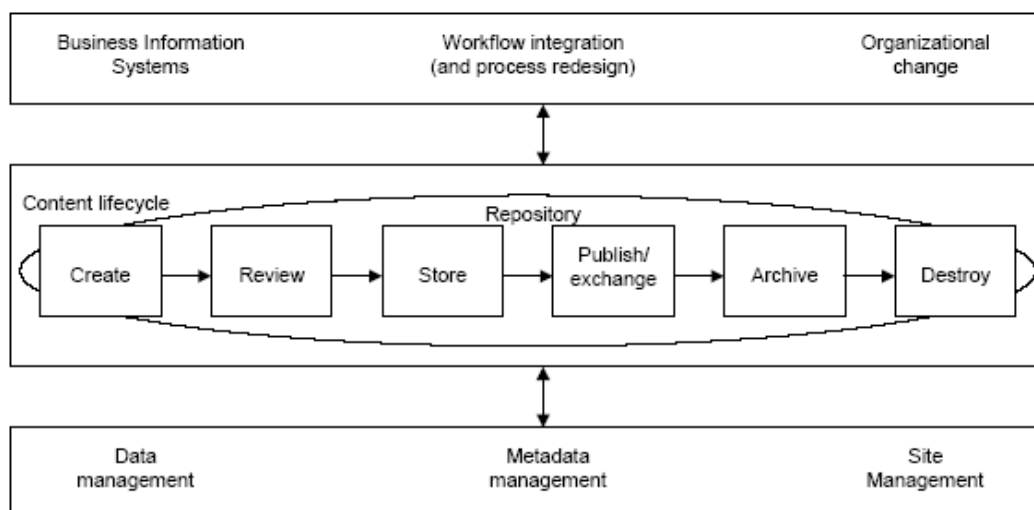 Business Information
Systems
Workflow integration
(and process redesign)
Organizational
change
Content lifecycle
Repository
Create
Review
Store
Publish/
exchange
Archive
Destroy
Data
management
Metadata
management
Site
Management